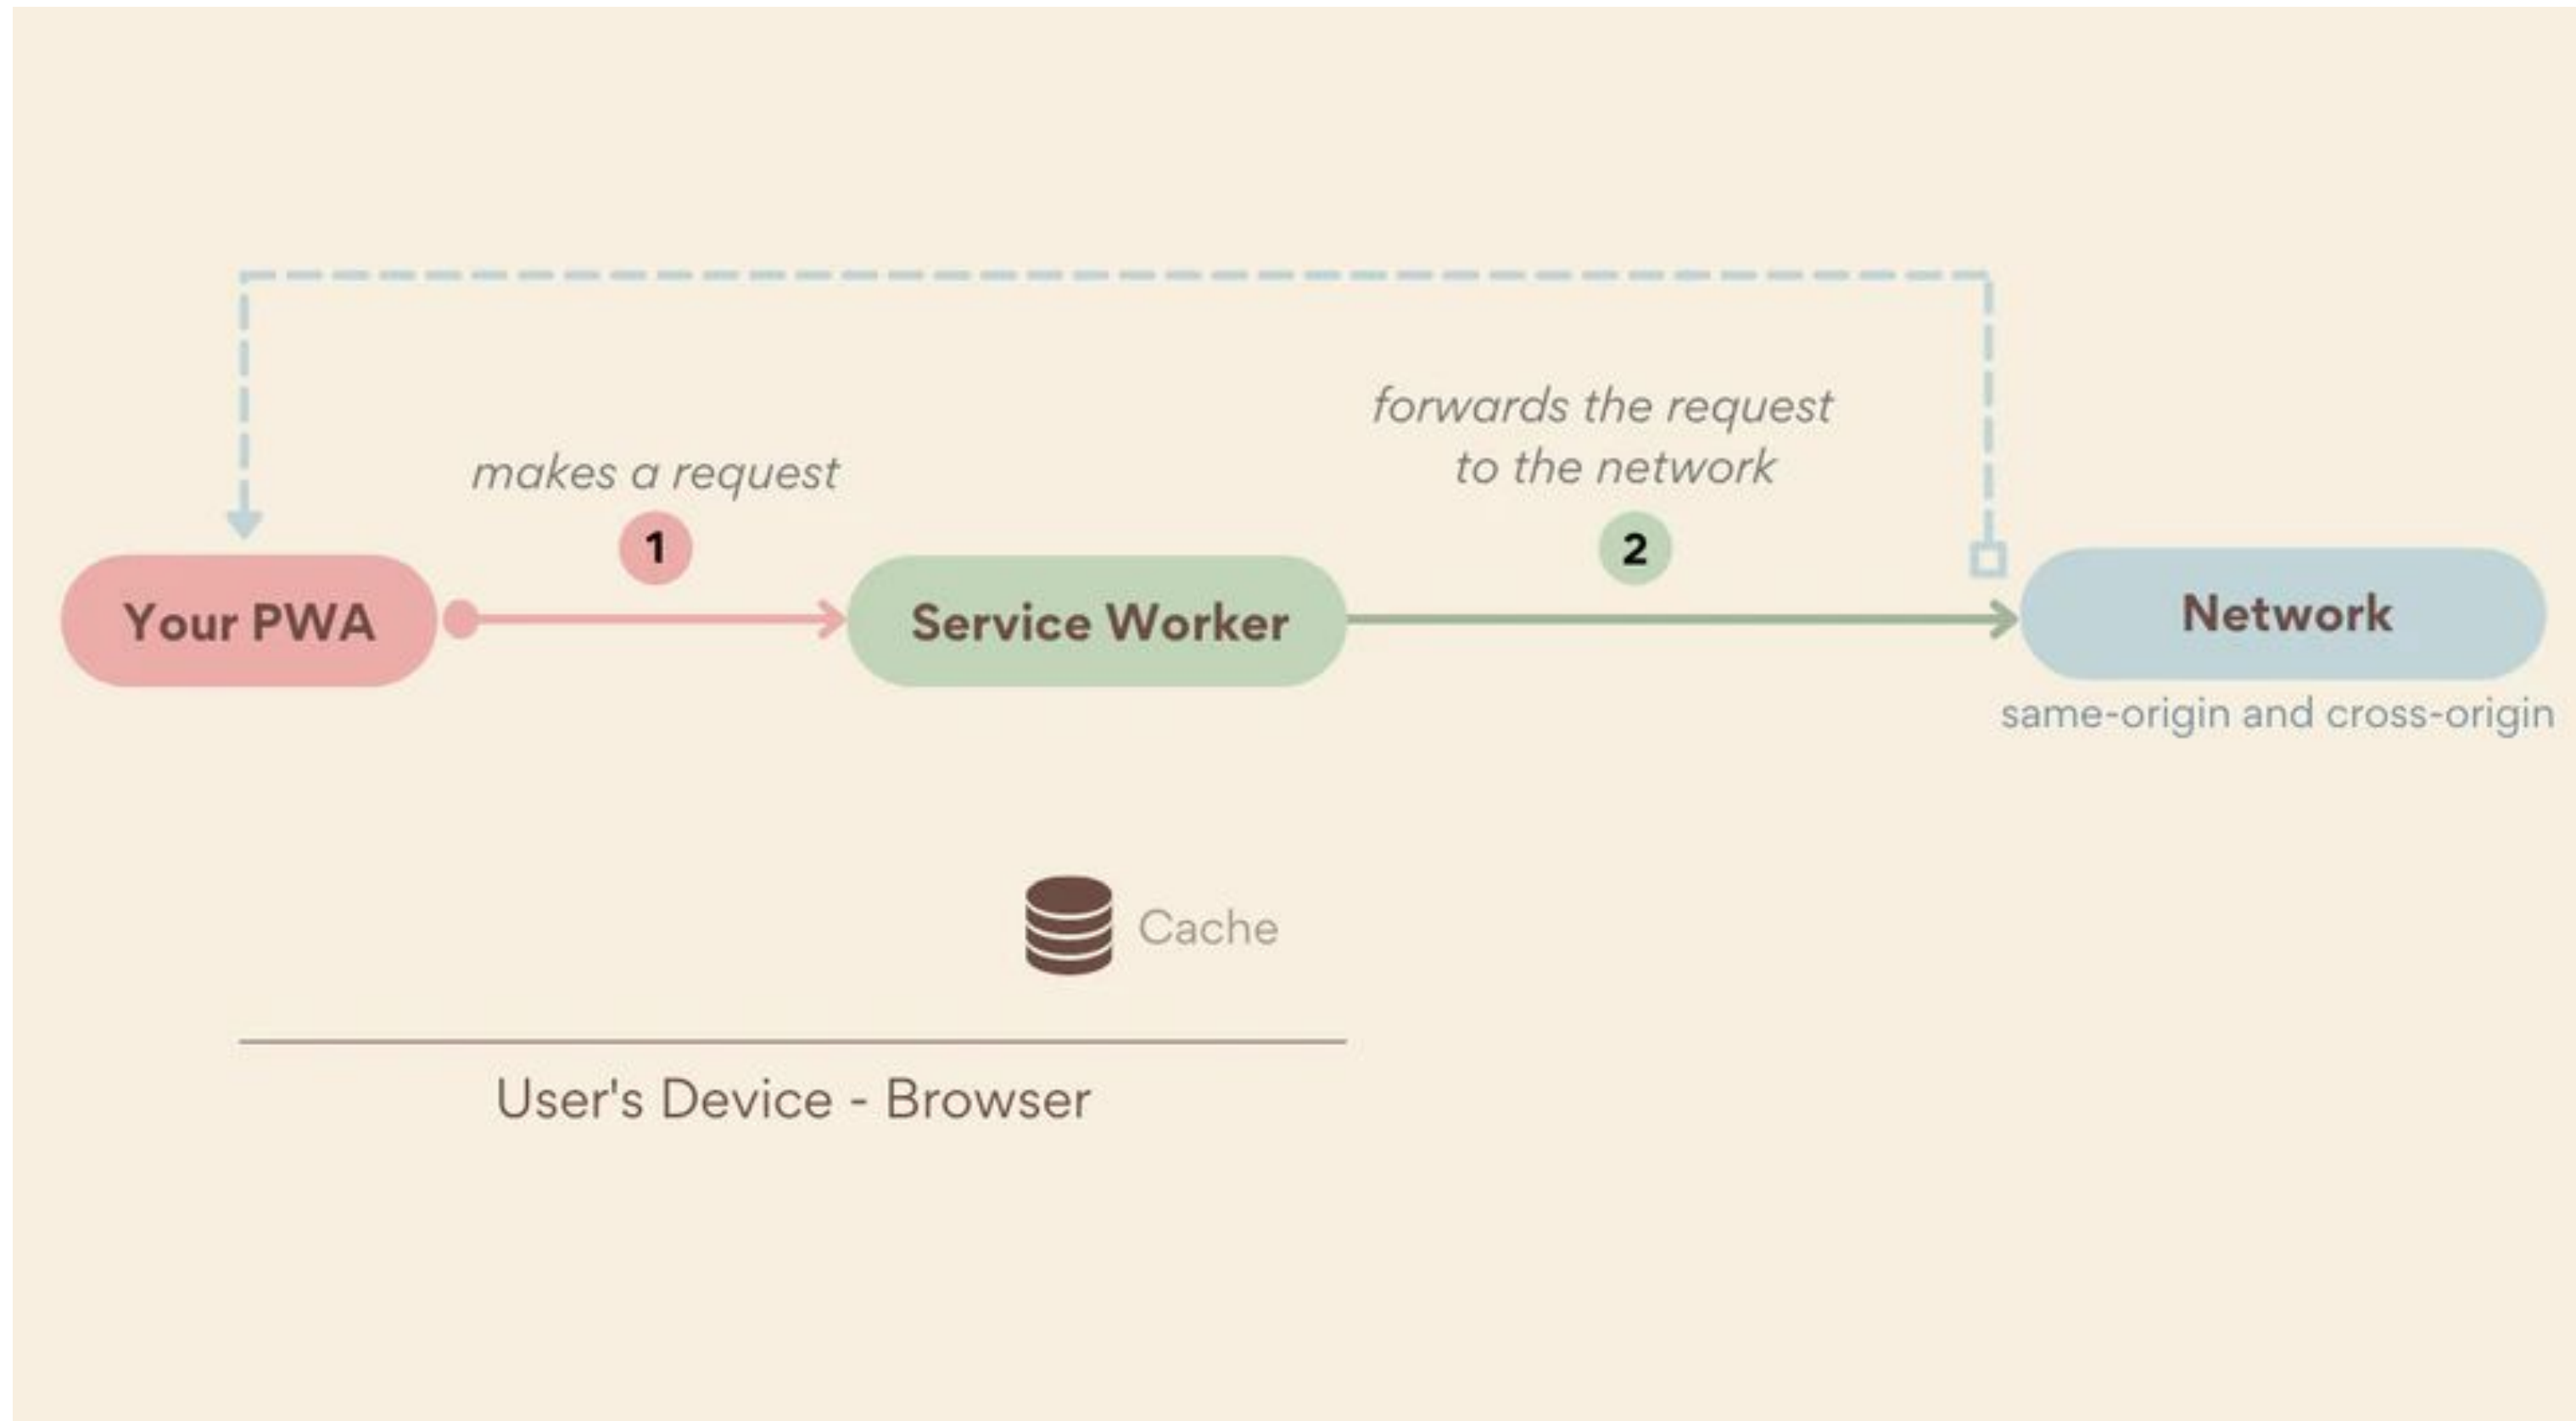 forwards the request
to the network
makes a request
1
2
Your PWA
Service Worker
Network
same-origin and cross-origin
Cache
User's Device - Browser